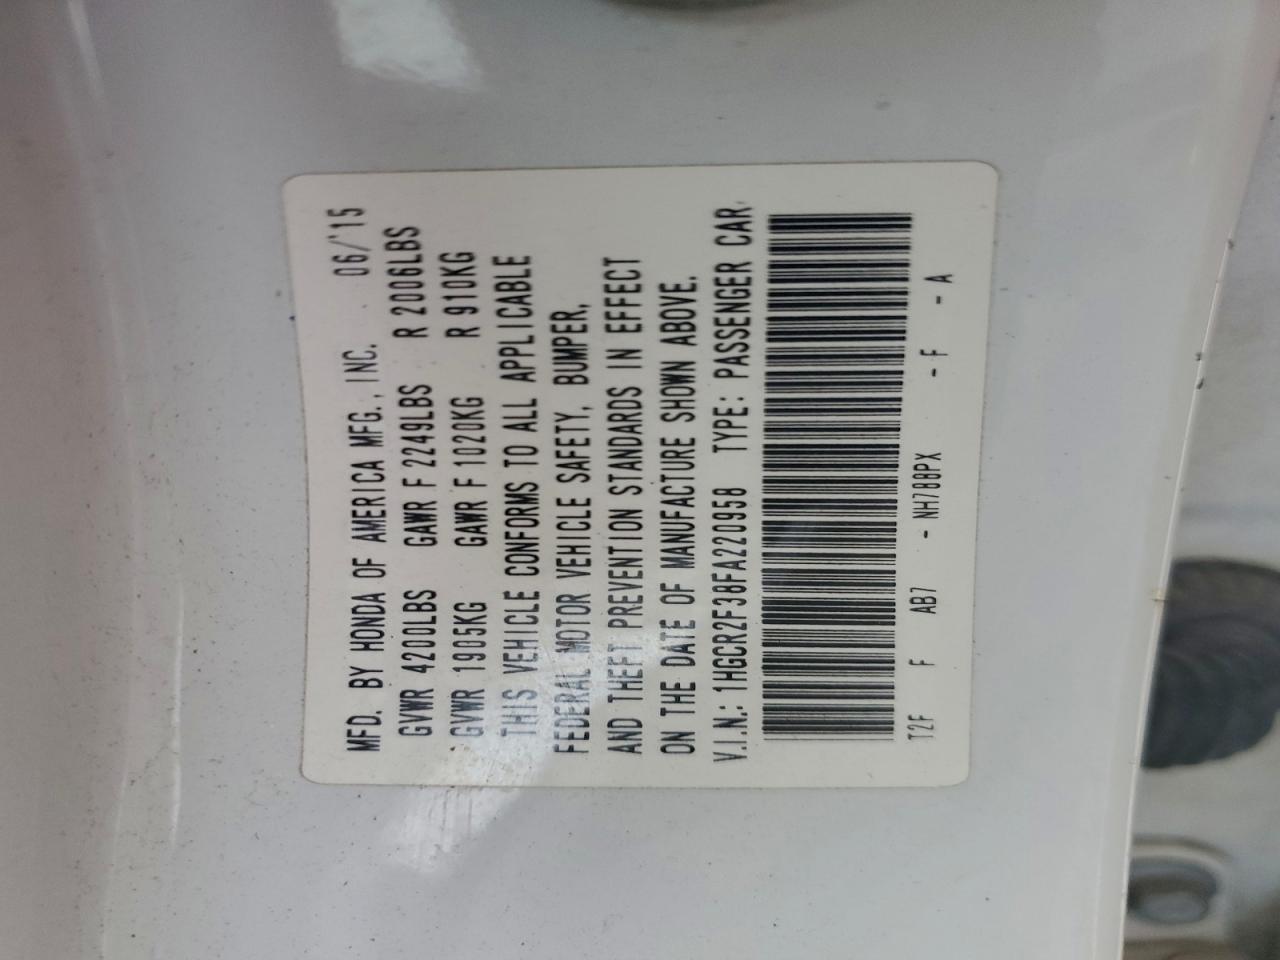 MFD. BY HONDA OF AMERICA MFG., INC. 06/'15
GVWR 4200LBS GAWR F 2249LBS R 2006LBS
GVWR 1905KG GAWR F 1020KG R 910KG
THIS VEHICLE CONFORMS TO ALL APPLICABLE
FEDERAL MOTOR VEHICLE SAFETY, BUMPER,
AND THEFT PREVENTION STANDARDS IN EFFECT
ON THE DATE OF MANUFACTURE SHOWN ABOVE.
V.I.N.: 1HGCR2F38FA220958 TYPE: PASSENGER CAR
T2F F AB7 - NH788PX - F - A